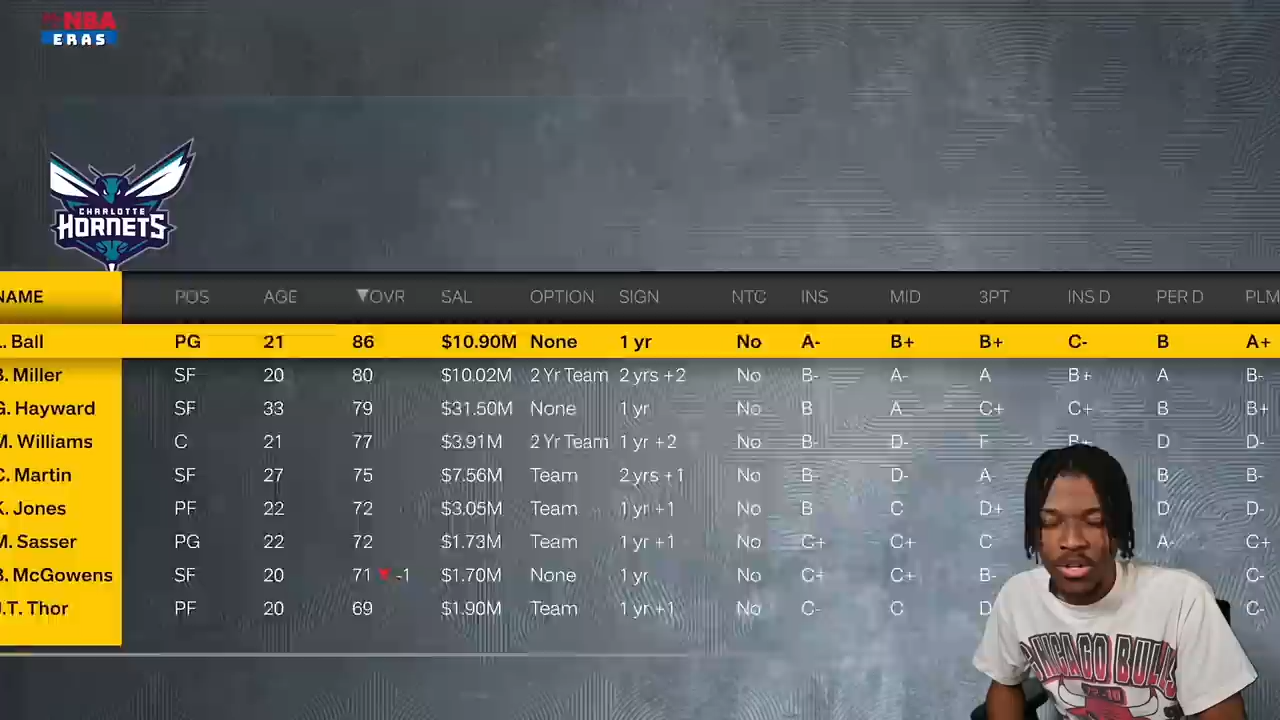 NBA
ERAS
CHARLOTTE
HORNETS
NAME POS AGE ▼OVR SAL OPTION SIGN NTC INS MID 3PT INS D PER D PLM
. Ball PG 21 86 $10.90M None 1 yr No A- B+ B+ C- B A+
B. Miller SF 20 80 $10.02M 2 Yr Team 2 yrs +2 No B- A- A B+ A B-
G. Hayward SF 33 79 $31.50M None 1 yr No B A C+ C+ B B+
M. Williams C 21 77 $3.91M 2 Yr Team 1 yr +2 No B- D- F B+ D D-
C. Martin SF 27 75 $7.56M Team 2 yrs +1 No B- D- A B B-
K. Jones PF 22 72 $3.05M Team 1 yr +1 No B C D+ D D-
M. Sasser PG 22 72 $1.73M Team 1 yr +1 No C+ C+ C A- C+
B. McGowens SF 20 71 -1 $1.70M None 1 yr No C+ C+ B- C-
J.T. Thor PF 20 69 $1.90M Team 1 yr +1 No C- C D C-
CHICAGO BULLS
72-10